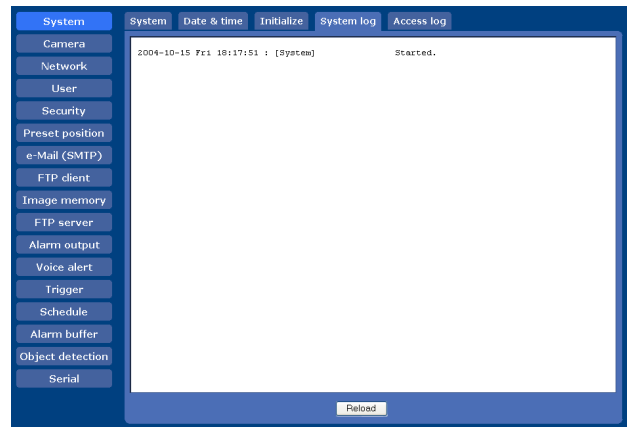 System
Camera
Network
User
Security
Preset position
e-Mail (SMTP)
FTP client
Image memory
FTP server
Alarm output
Voice alert
Trigger
Schedule
Alarm buffer
Object detection
Serial
System Date & time Initialize System log Access log
2004-10-15 Fri 18:17:51 : [System] Started.
Reload